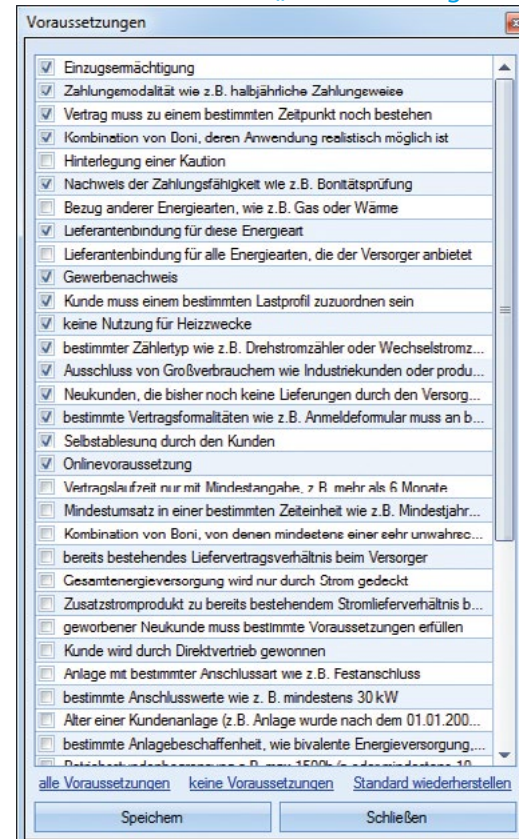 Voraussetzungen
Einzugsermächtigung
Zahlungsmodalität wie z.B. halbjährliche Zahlungsweise
Vertrag muss zu einem bestimmten Zeitpunkt noch bestehen
Kombination von Boni, deren Anwendung realistisch möglich ist
Hinterlegung einer Kaution
Nachweis der Zahlungsfähigkeit wie z.B. Bonitätsprüfung
Bezug anderer Energiearten, wie z.B. Gas oder Wärme
Lieferantenbindung für diese Energieart
Lieferantenbindung für alle Energiearten, die der Versorger anbietet
Gewerbenachweis
Kunde muss einem bestimmten Lastprofil zuzuordnen sein
keine Nutzung für Heizzwecke
bestimmter Zählertyp wie z.B. Drehstromzähler oder Wechselstromz...
Ausschluss von Großverbrauchern wie Industriekunden oder produ...
Neukunden, die bisher noch keine Lieferungen durch den Versorg...
bestimmte Vertragsformalitäten wie z.B. Anmeldeformular muss an b...
Selbstablesung durch den Kunden
Onlinevoraussetzung
Vertragslaufzeit nur mit Mindestangabe, z.B. mehr als 6 Monate
Mindestumsatz in einer bestimmten Zeiteinheit wie z.B. Mindestjahr...
Kombination von Boni, von denen mindestens einer sehr unwahrsc...
bereits bestehendes Liefervertragsverhältnis beim Versorger
Gesamtenergieversorgung wird nur durch Strom gedeckt
Zusatzstromprodukt zu bereits bestehendem Stromlieferverhältnis b...
geworbener Neukunde muss bestimmte Voraussetzungen erfüllen
Kunde wird durch Direktvertrieb gewonnen
Anlage mit bestimmter Anschlussart wie z.B. Festanschluss
bestimmte Anschlusswerte wie z. B. mindestens 30 kW
Alter einer Kundenanlage (z.B. Anlage wurde nach dem 01.01.200...
bestimmte Anlagebeschaffenheit, wie bivalente Energieversorgung,...
Betriebsstundenbegrenzung z.B. max 1500h/a oder mindestens 10...
alle Voraussetzungen keine Voraussetzungen Standard wiederherstellen
Speichern Schließen